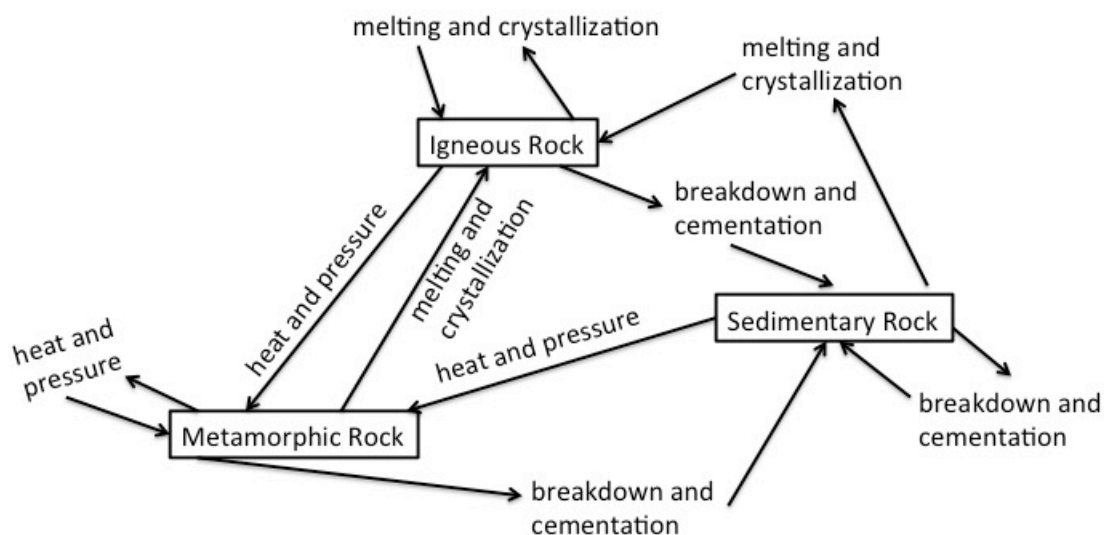 melting and crystallization
melting and
crystallization
Igneous Rock
breakdown and
cementation
heat and pressure
melting and
crystallization
Sedimentary Rock
heat and pressure
heat and
pressure
breakdown and
cementation
Metamorphic Rock
breakdown and
cementation